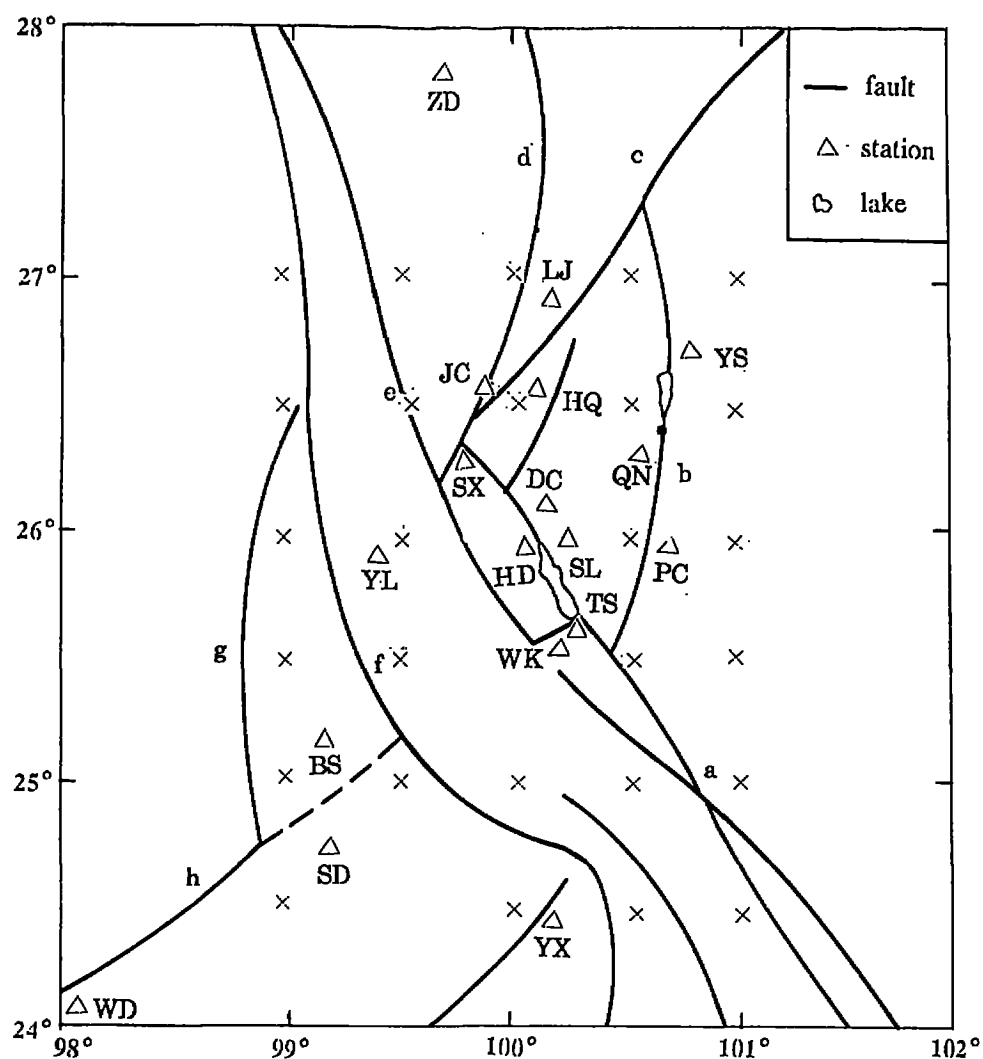 28°
ZD
fault
d
c
station
lake
27°
LJ
YS
JC
e
HQ
DC
QN
b
SX
26°
YL
HD
SL
PC
TS
WK
g
f
a
BS
25°
SD
h
YX
WD
24°
98°
99°
100°
101°
102°